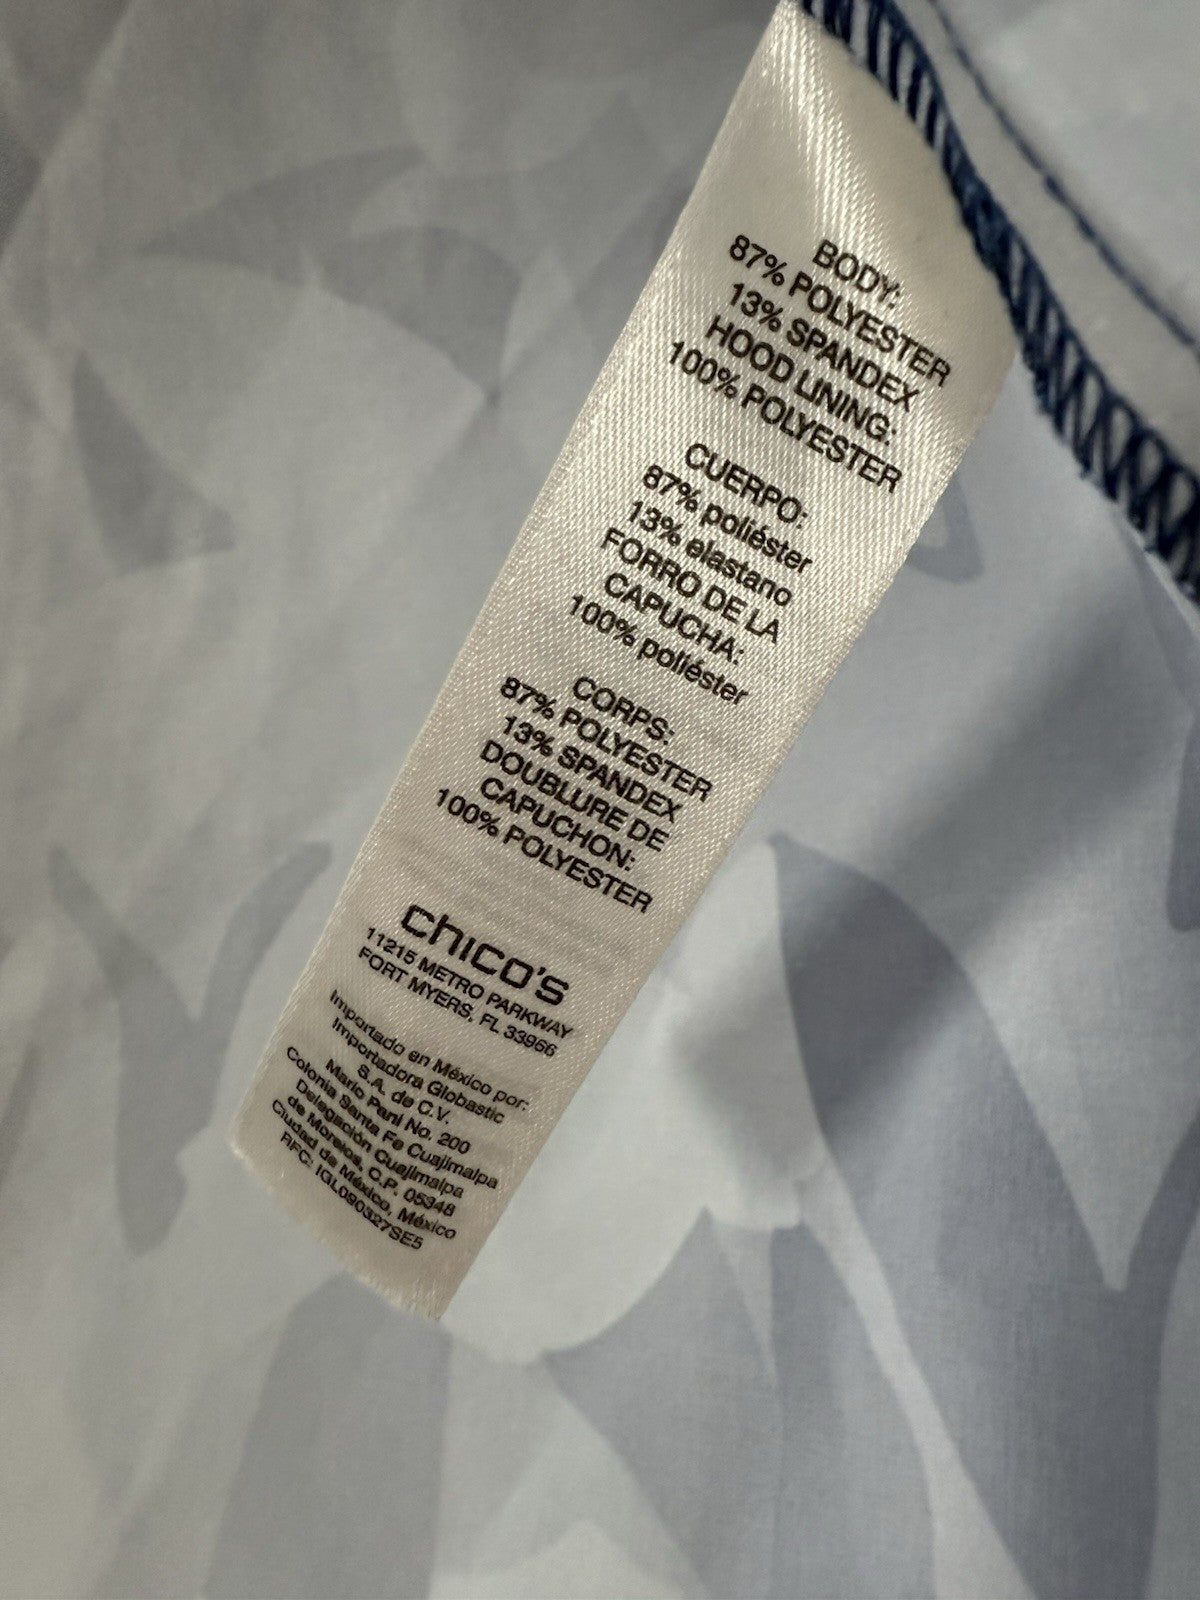 BODY:
87% POLYESTER
13% SPANDEX
HOOD LINING:
100% POLYESTER
CUERPO:
87% poliéster
13% elastano
FORRO DE LA
CAPUCHA:
100% poliéster
CORPS:
87% POLYESTER
13% SPANDEX
DOUBLURE DE
CAPUCHON:
100% POLYESTER
chico's
11215 METRO PARKWAY
FORT MYERS, FL 33966
Importado en México por:
Importadora Globastic
S.A. de C.V.
Mario Pani No. 200
Colonia Santa Fe Cuajimalpa
Delegación Cuajimalpa
de Morelos, C.P. 05348
Ciudad de México, México
RFC: IGL090327SE5